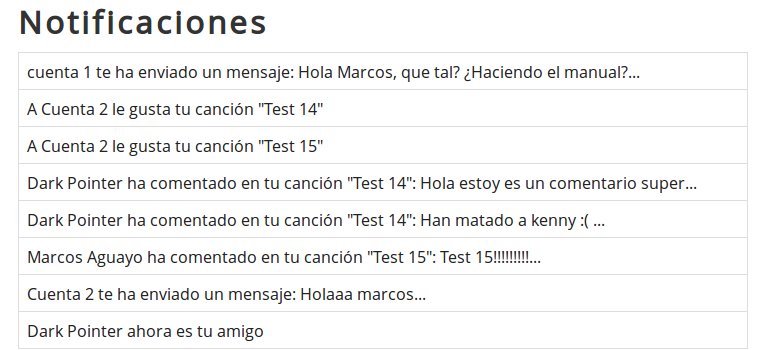 Notificaciones
cuenta 1 te ha enviado un mensaje: Hola Marcos, que tal? ¿Haciendo el manual?...
A Cuenta 2 le gusta tu canción "Test 14"
A Cuenta 2 le gusta tu canción "Test 15"
Dark Pointer ha comentado en tu canción "Test 14": Hola estoy es un comentario super...
Dark Pointer ha comentado en tu canción "Test 14": Han matado a kenny :( ...
Marcos Aguayo ha comentado en tu canción "Test 15": Test 15!!!!!!!!!...
Cuenta 2 te ha enviado un mensaje: Holaaa marcos...
Dark Pointer ahora es tu amigo